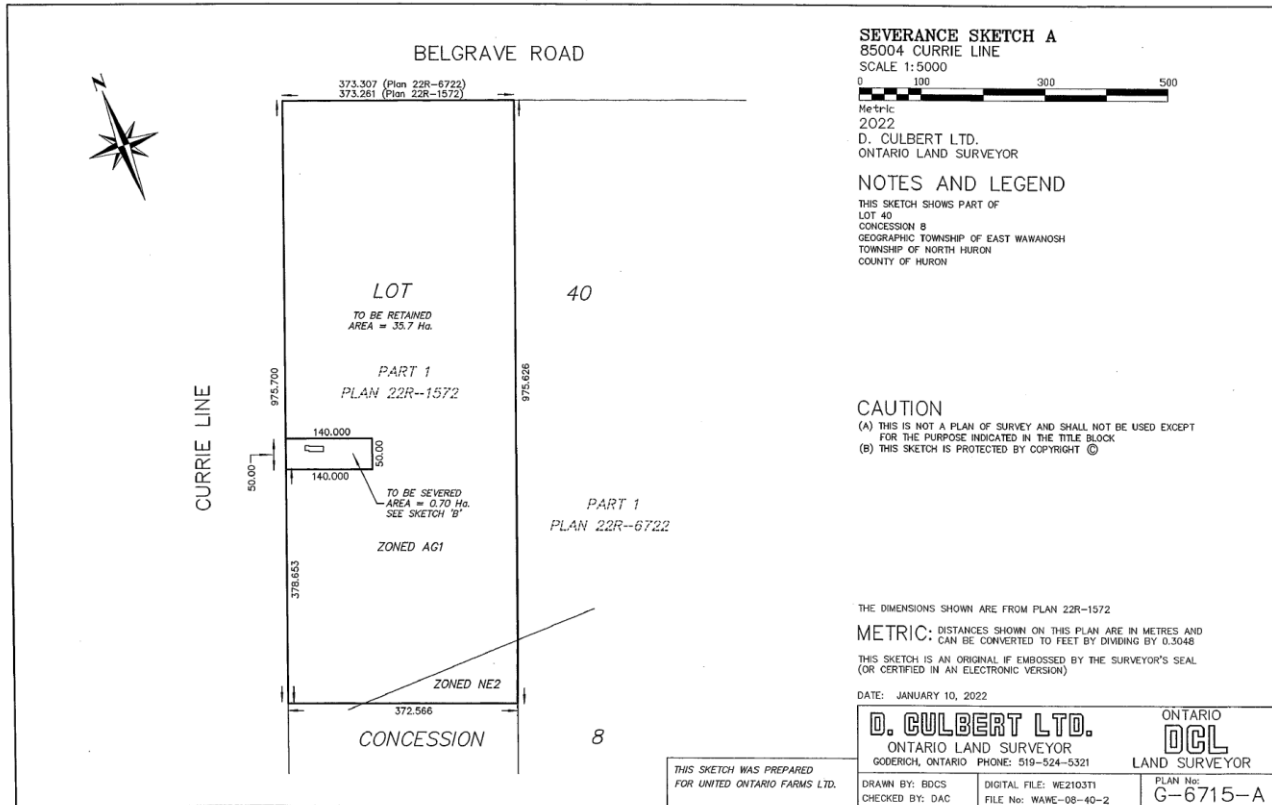 BELGRAVE ROAD
373.307 (Plan 22R-6722)
373.261 (Plan 22R-1572)
N
LOT
40
TO BE RETAINED
AREA = 35.7 Ha.
PART 1
PLAN 22R--1572
975.700
975.626
CURRIE LINE
140.000
50.00
50.00
140.000
TO BE SEVERED
AREA = 0.70 Ha.
SEE SKETCH 'B'
PART 1
PLAN 22R--6722
ZONED AG1
378.653
ZONED NE2
372.566
CONCESSION
8
THIS SKETCH WAS PREPARED
FOR UNITED ONTARIO FARMS LTD.
SEVERANCE SKETCH A
85004 CURRIE LINE
SCALE 1:5000
0 100 300 500
Metric
2022
D. CULBERT LTD.
ONTARIO LAND SURVEYOR
NOTES AND LEGEND
THIS SKETCH SHOWS PART OF
LOT 40
CONCESSION 8
GEOGRAPHIC TOWNSHIP OF EAST WAWANOSH
TOWNSHIP OF NORTH HURON
COUNTY OF HURON
CAUTION
(A) THIS IS NOT A PLAN OF SURVEY AND SHALL NOT BE USED EXCEPT
FOR THE PURPOSE INDICATED IN THE TITLE BLOCK
(B) THIS SKETCH IS PROTECTED BY COPYRIGHT ©
THE DIMENSIONS SHOWN ARE FROM PLAN 22R-1572
METRIC: DISTANCES SHOWN ON THIS PLAN ARE IN METRES AND
CAN BE CONVERTED TO FEET BY DIVIDING BY 0.3048
THIS SKETCH IS AN ORIGINAL IF EMBOSSED BY THE SURVEYOR'S SEAL
(OR CERTIFIED IN AN ELECTRONIC VERSION)
DATE: JANUARY 10, 2022
D. CULBERT LTD.
ONTARIO LAND SURVEYOR
GODERICH, ONTARIO PHONE: 519-524-5321
ONTARIO
DCL
LAND SURVEYOR
DRAWN BY: BDCS
CHECKED BY: DAC
DIGITAL FILE: WE2103T1
FILE No: WAWE-08-40-2
PLAN No:
G-6715-A